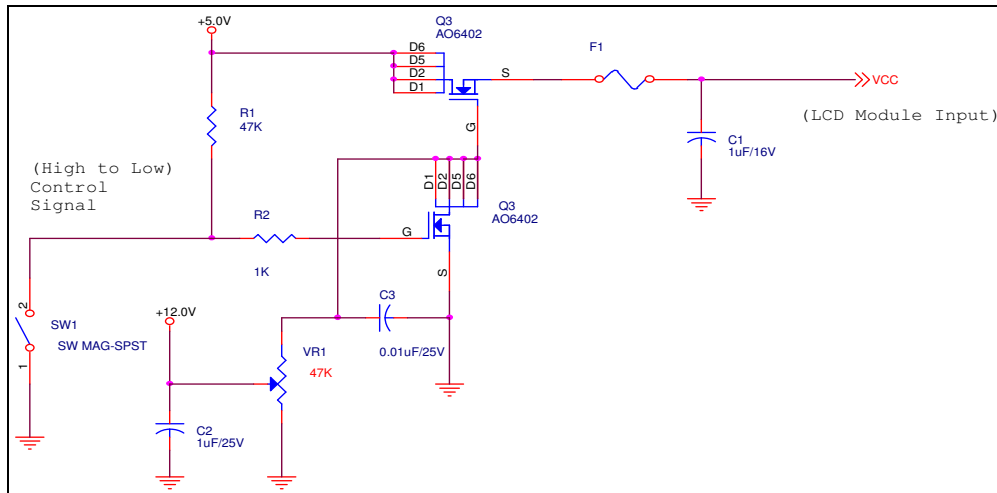 +5.0V
Q3
AO6402
D6
D5
D2
D1
S
F1
VCC
(LCD Module Input)
R1
47K
G
C1
1uF/16V
(High to Low)
Control
Signal
D1
D2
D5
D6
Q3
AO6402
R2
G
1K
S
2
+12.0V
C3
SW1
SW MAG-SPST
0.01uF/25V
VR1
47K
1
C2
1uF/25V